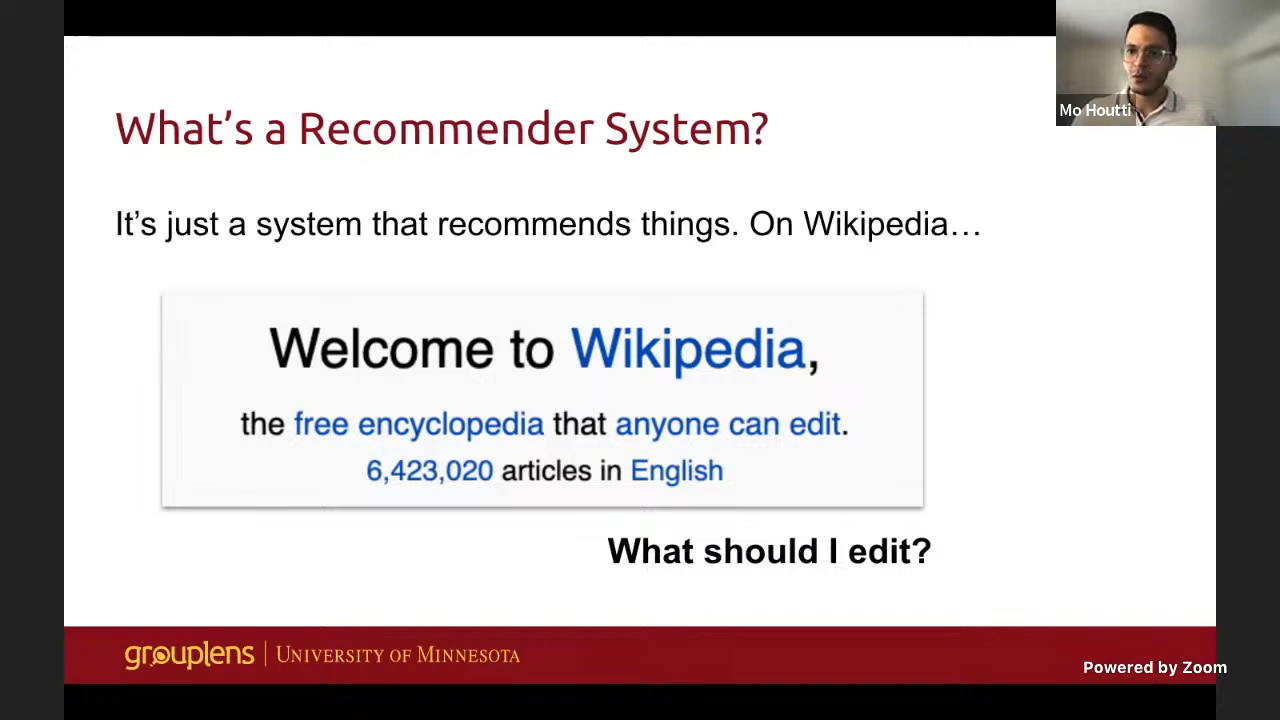 Mo Houtti
What's a Recommender System?
It's just a system that recommends things. On Wikipedia…
Welcome to Wikipedia,
the free encyclopedia that anyone can edit.
6,423,020 articles in English
What should I edit?
grouplens | UNIVERSITY OF MINNESOTA
Powered by Zoom